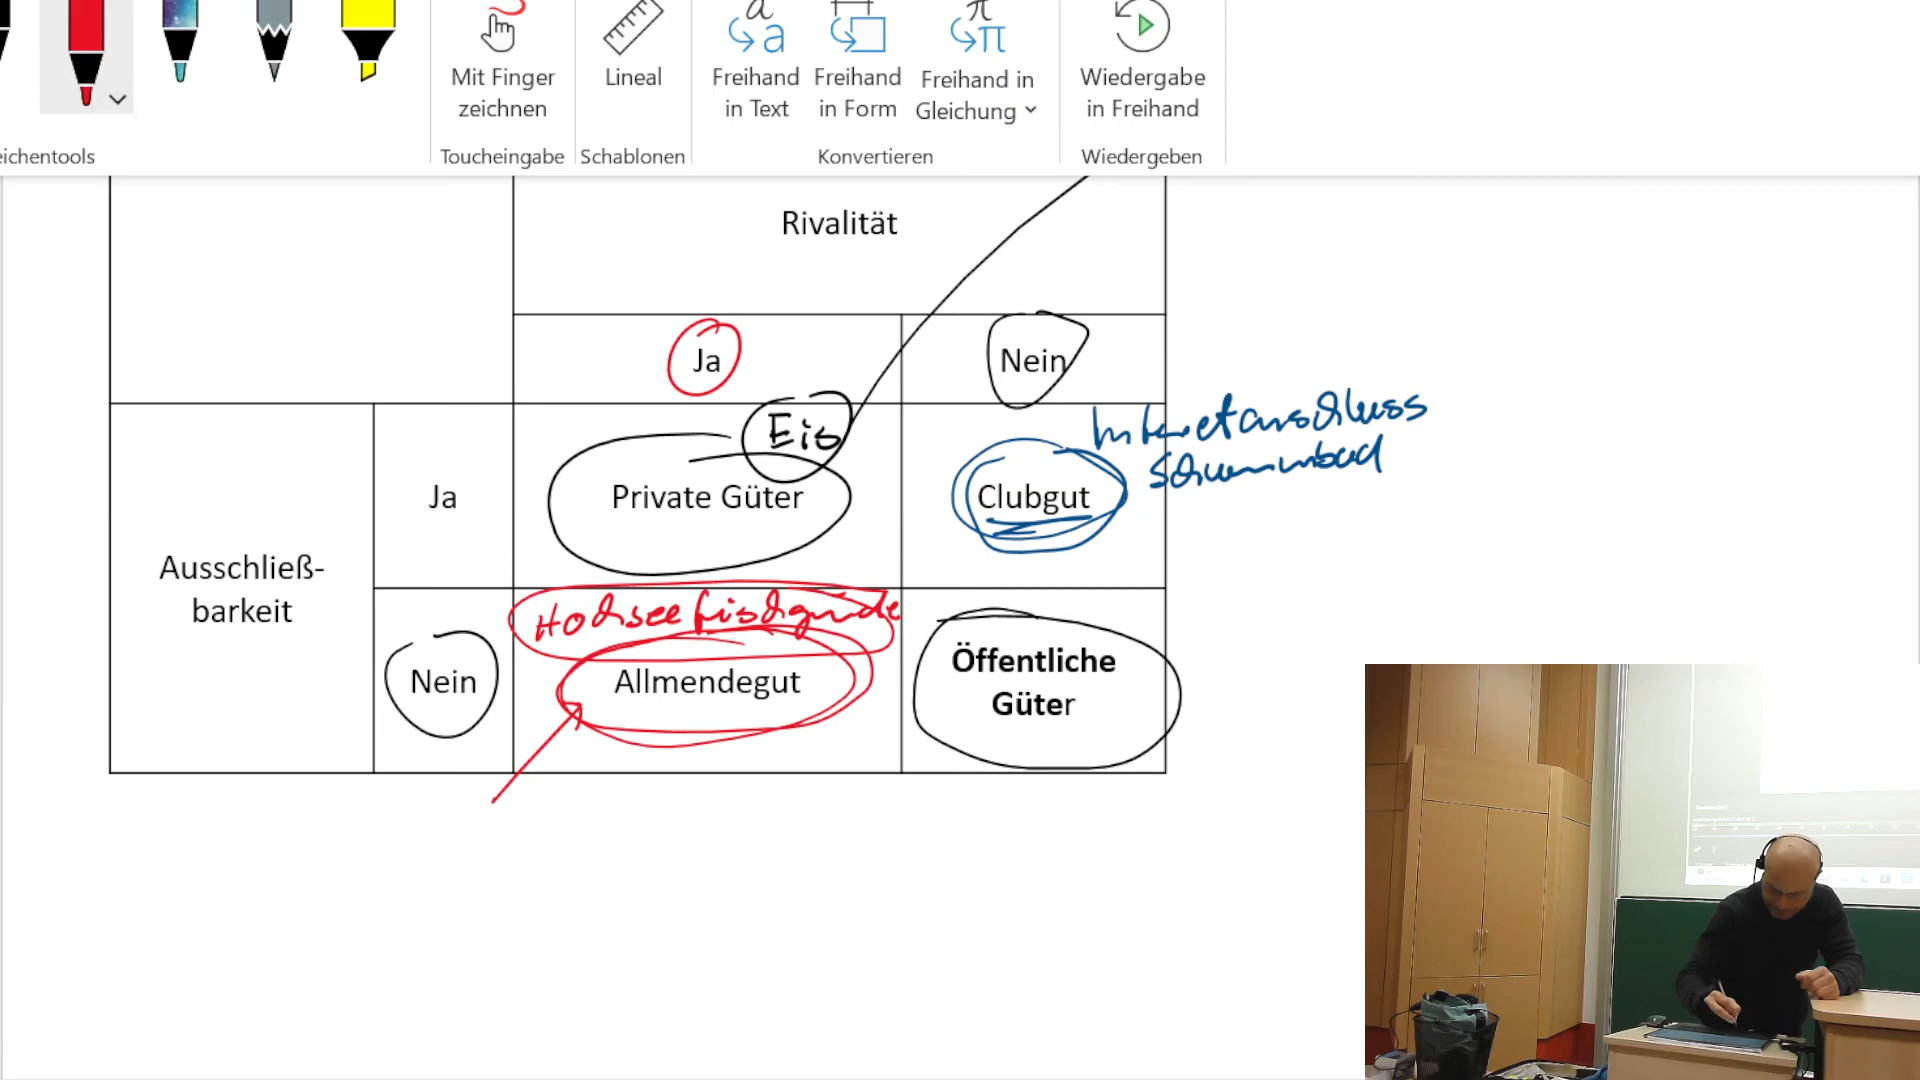 Mit Finger zeichnen
Lineal
Freihand in Text
Freihand in Form
Freihand in Gleichung
Wiedergabe in Freihand
eichentools
Toucheingabe
Schablonen
Konvertieren
Wiedergeben
Rivalität
Ja
Nein
Ausschließ-
barkeit
Ja
Eis
Private Güter
Clubgut
Internetanschluss
Schwimmbad
Nein
Hochseefischgründe
Allmendegut
Öffentliche
Güter